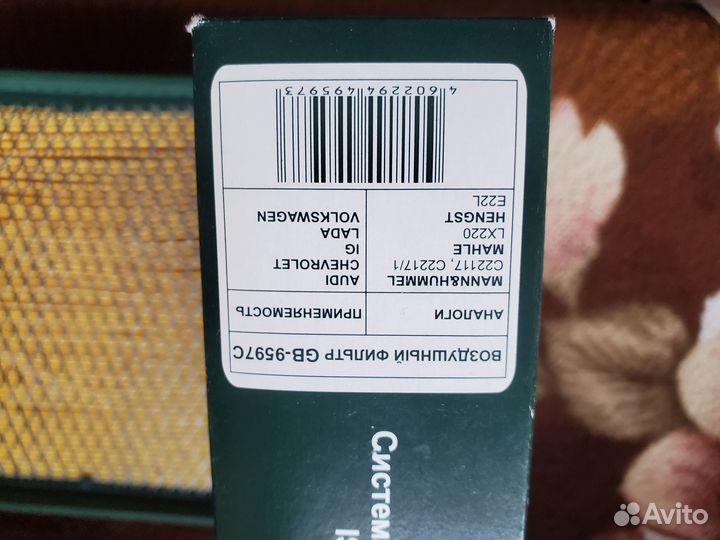 ВОЗДУШНЫЙ ФИЛЬТР GB-9597C
АНАЛОГИ
ПРИМЕНЯЕМОСТЬ
MANN&HUMMEL
C22117, C2217/1
MAHLE
LX220
HENGST
E22L
AUDI
CHEVROLET
IG
LADA
VOLKSWAGEN
4602294495973
Систем
Avito